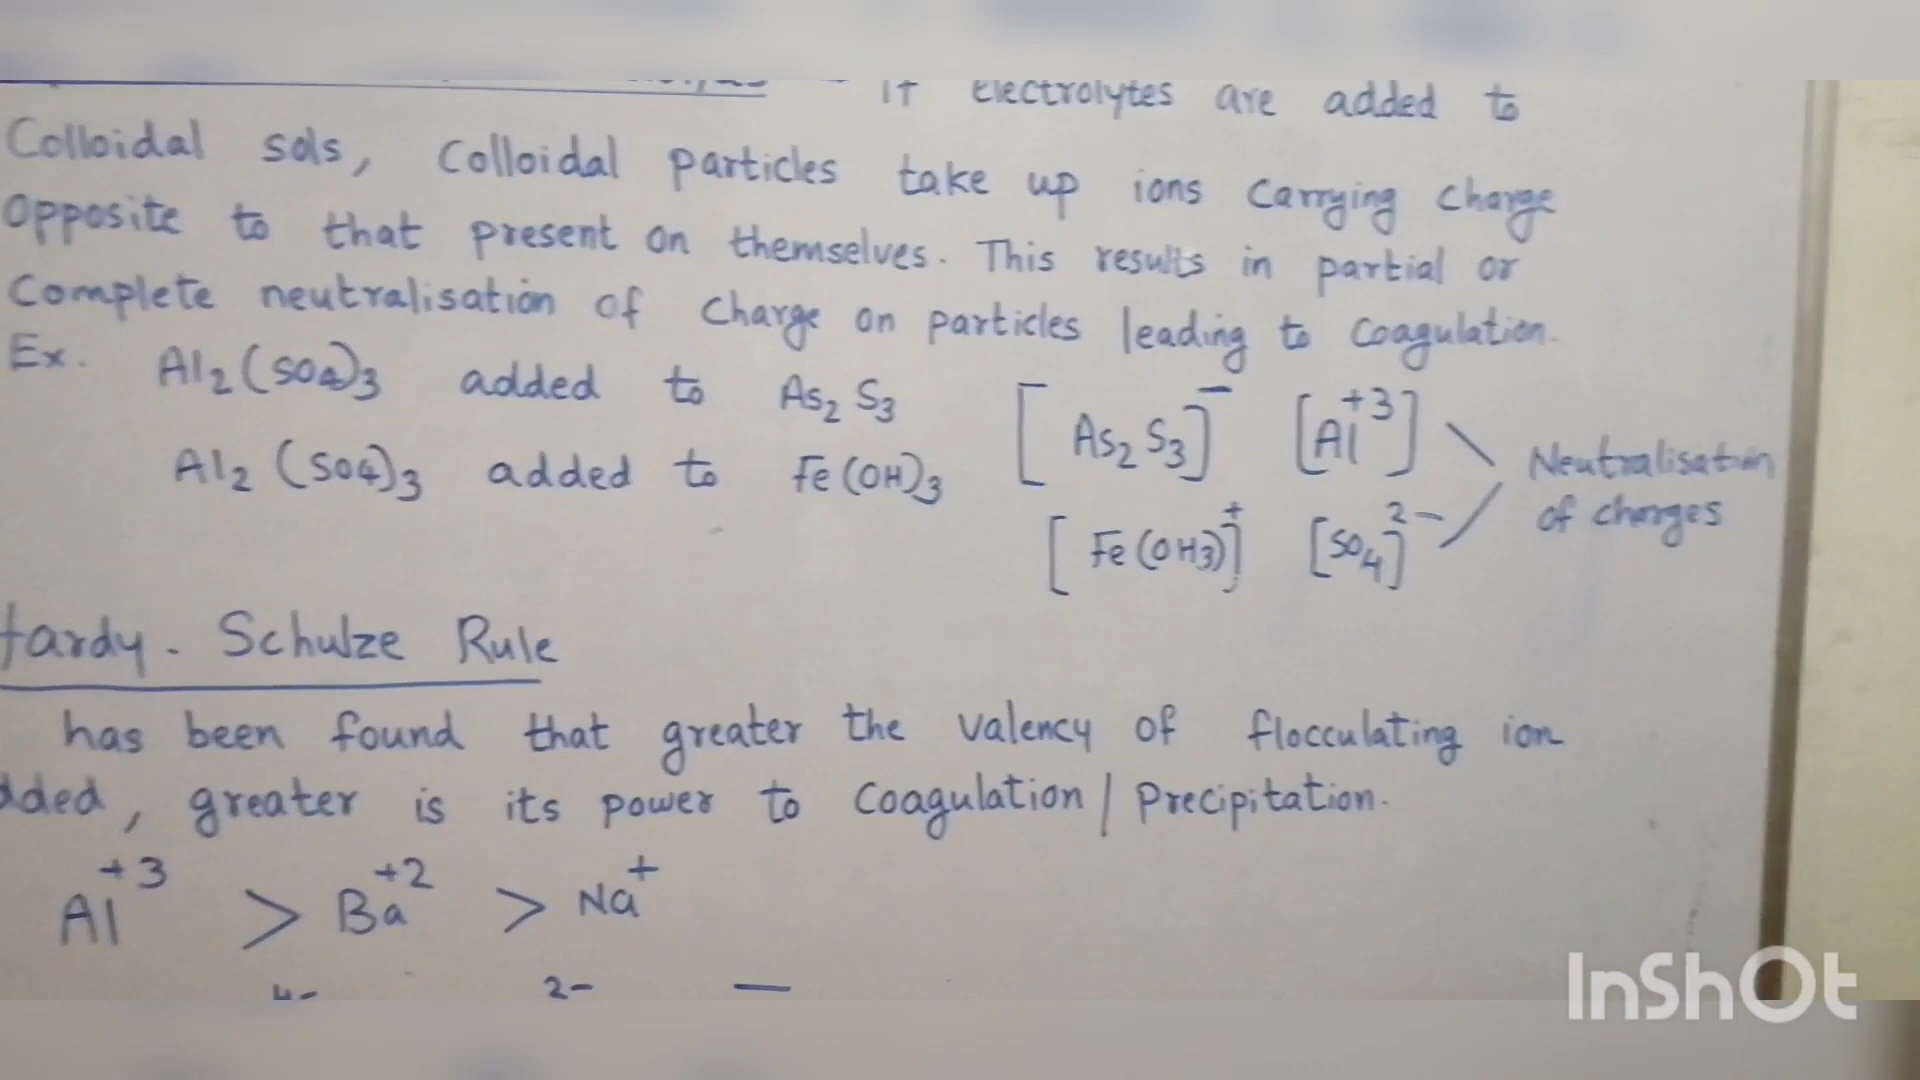 If electrolytes are added to
Colloidal sols, Colloidal particles take up ions carrying charge
opposite to that present on themselves. This results in partial or
Complete neutralisation of charge on particles leading to coagulation.
Ex. Al2(SO4)3 added to As2S3 [As2S3]⁻ [Al⁺³]
Al2(SO4)3 added to Fe(OH)3 [Fe(OH3)]⁺ [SO4]²⁻
Neutralisation
of charges
Hardy-Schulze Rule
has been found that greater the valency of flocculating ion
added, greater is its power to coagulation/precipitation.
Al⁺³ > Ba⁺² > Na⁺
4- 2- —
InShOt